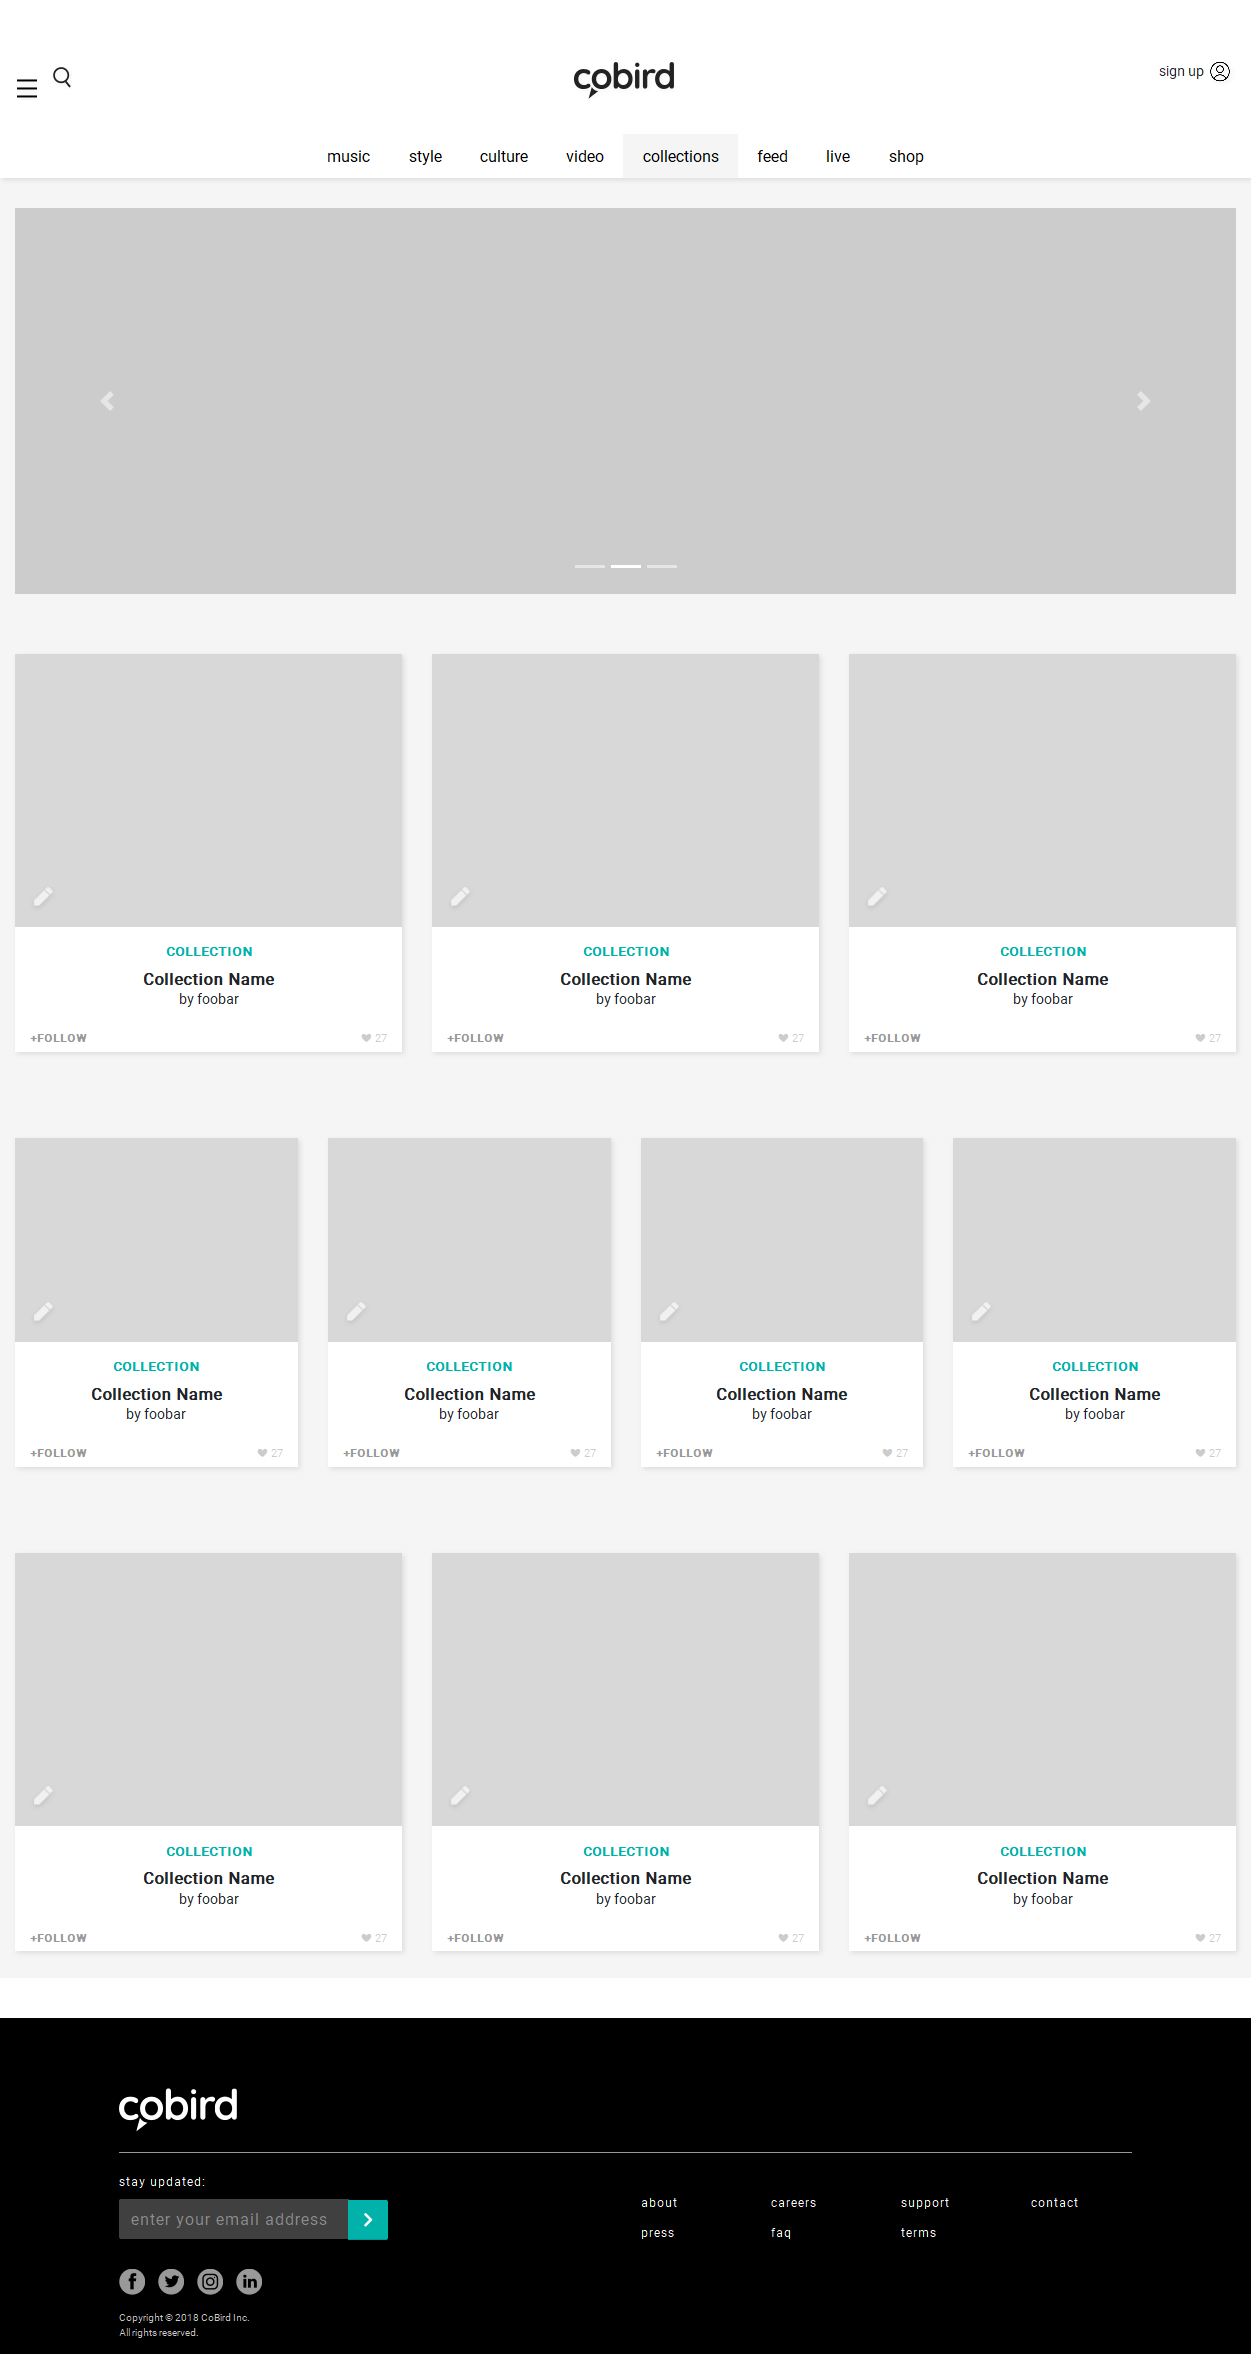 cobird
sign up
music style culture video collections feed live shop
COLLECTION COLLECTION COLLECTION
Collection Name Collection Name Collection Name
by foobar by foobar by foobar
+FOLLOW 27 +FOLLOW 27 +FOLLOW 27
COLLECTION COLLECTION COLLECTION COLLECTION
Collection Name Collection Name Collection Name Collection Name
by foobar by foobar by foobar by foobar
+FOLLOW 27 +FOLLOW 27 +FOLLOW 27 +FOLLOW 27
COLLECTION COLLECTION COLLECTION
Collection Name Collection Name Collection Name
by foobar by foobar by foobar
+FOLLOW 27 +FOLLOW 27 +FOLLOW 27
cobird
stay updated:
enter your email address
about careers support contact
press faq terms
Copyright © 2018 CoBird Inc.
All rights reserved.